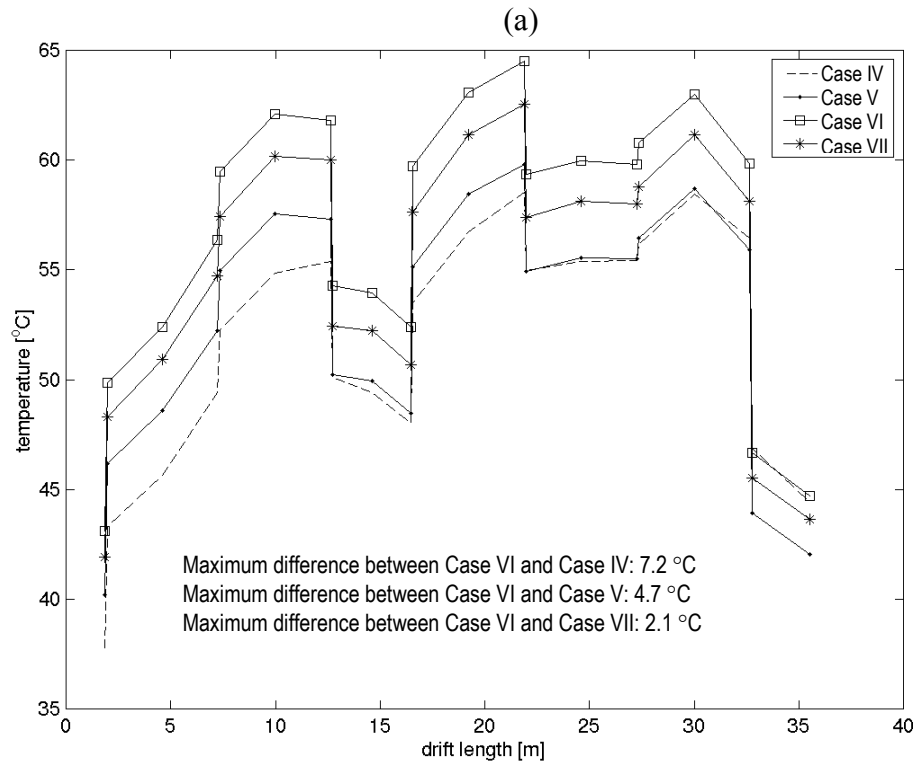 (a)
65
60
55
50
45
40
35
temperature [°C]
Case IV
Case V
Case VI
Case VII
Maximum difference between Case VI and Case IV: 7.2 °C
Maximum difference between Case VI and Case V: 4.7 °C
Maximum difference between Case VI and Case VII: 2.1 °C
0 5 10 15 20 25 30 35 40
drift length [m]